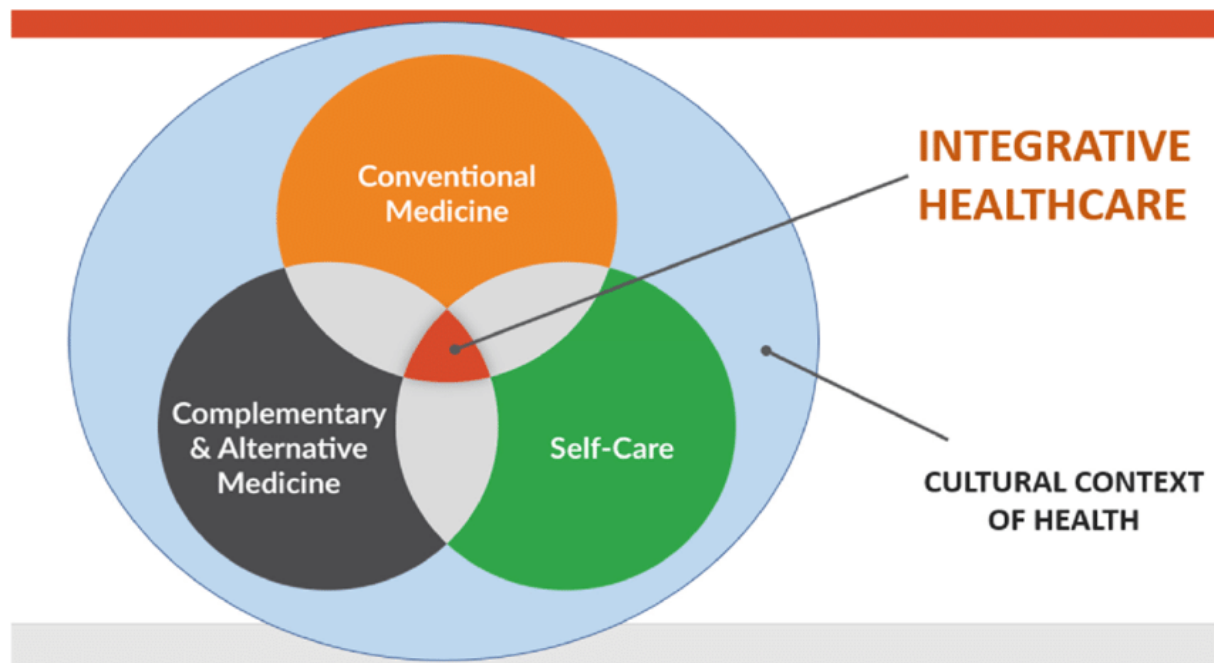 Conventional
Medicine
INTEGRATIVE
HEALTHCARE
Complementary
& Alternative
Medicine
Self-Care
CULTURAL CONTEXT
OF HEALTH